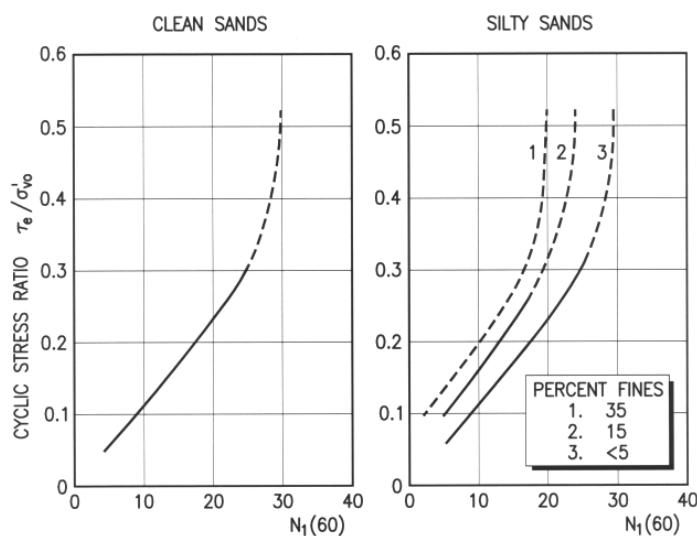 CLEAN SANDS
SILTY SANDS
CYCLIC STRESS RATIO τe/σ'vo
0.6
0.5
0.4
0.3
0.2
0.1
0
0 10 20 30 40
N1(60)
0.6
0.5
0.4
0.3
0.2
0.1
0
1 2 3
PERCENT FINES
1. 35
2. 15
3. <5
0 10 20 30 40
N1(60)